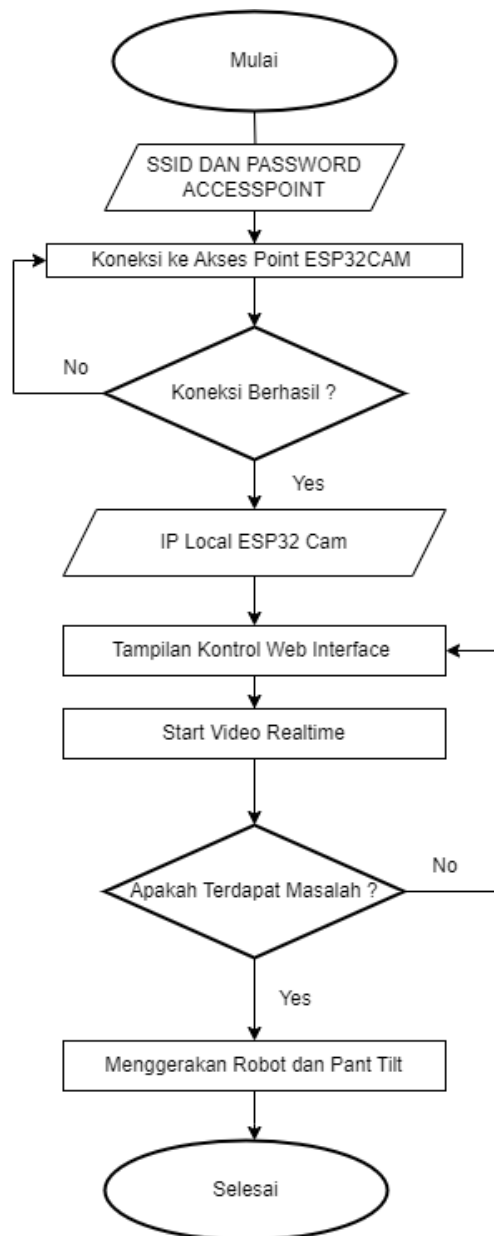 Mulai
SSID DAN PASSWORD
ACCESSPOINT
Koneksi ke Akses Point ESP32CAM
No
Koneksi Berhasil ?
Yes
IP Local ESP32 Cam
Tampilan Kontrol Web Interface
Start Video Realtime
No
Apakah Terdapat Masalah ?
Yes
Menggerakan Robot dan Pant Tilt
Selesai